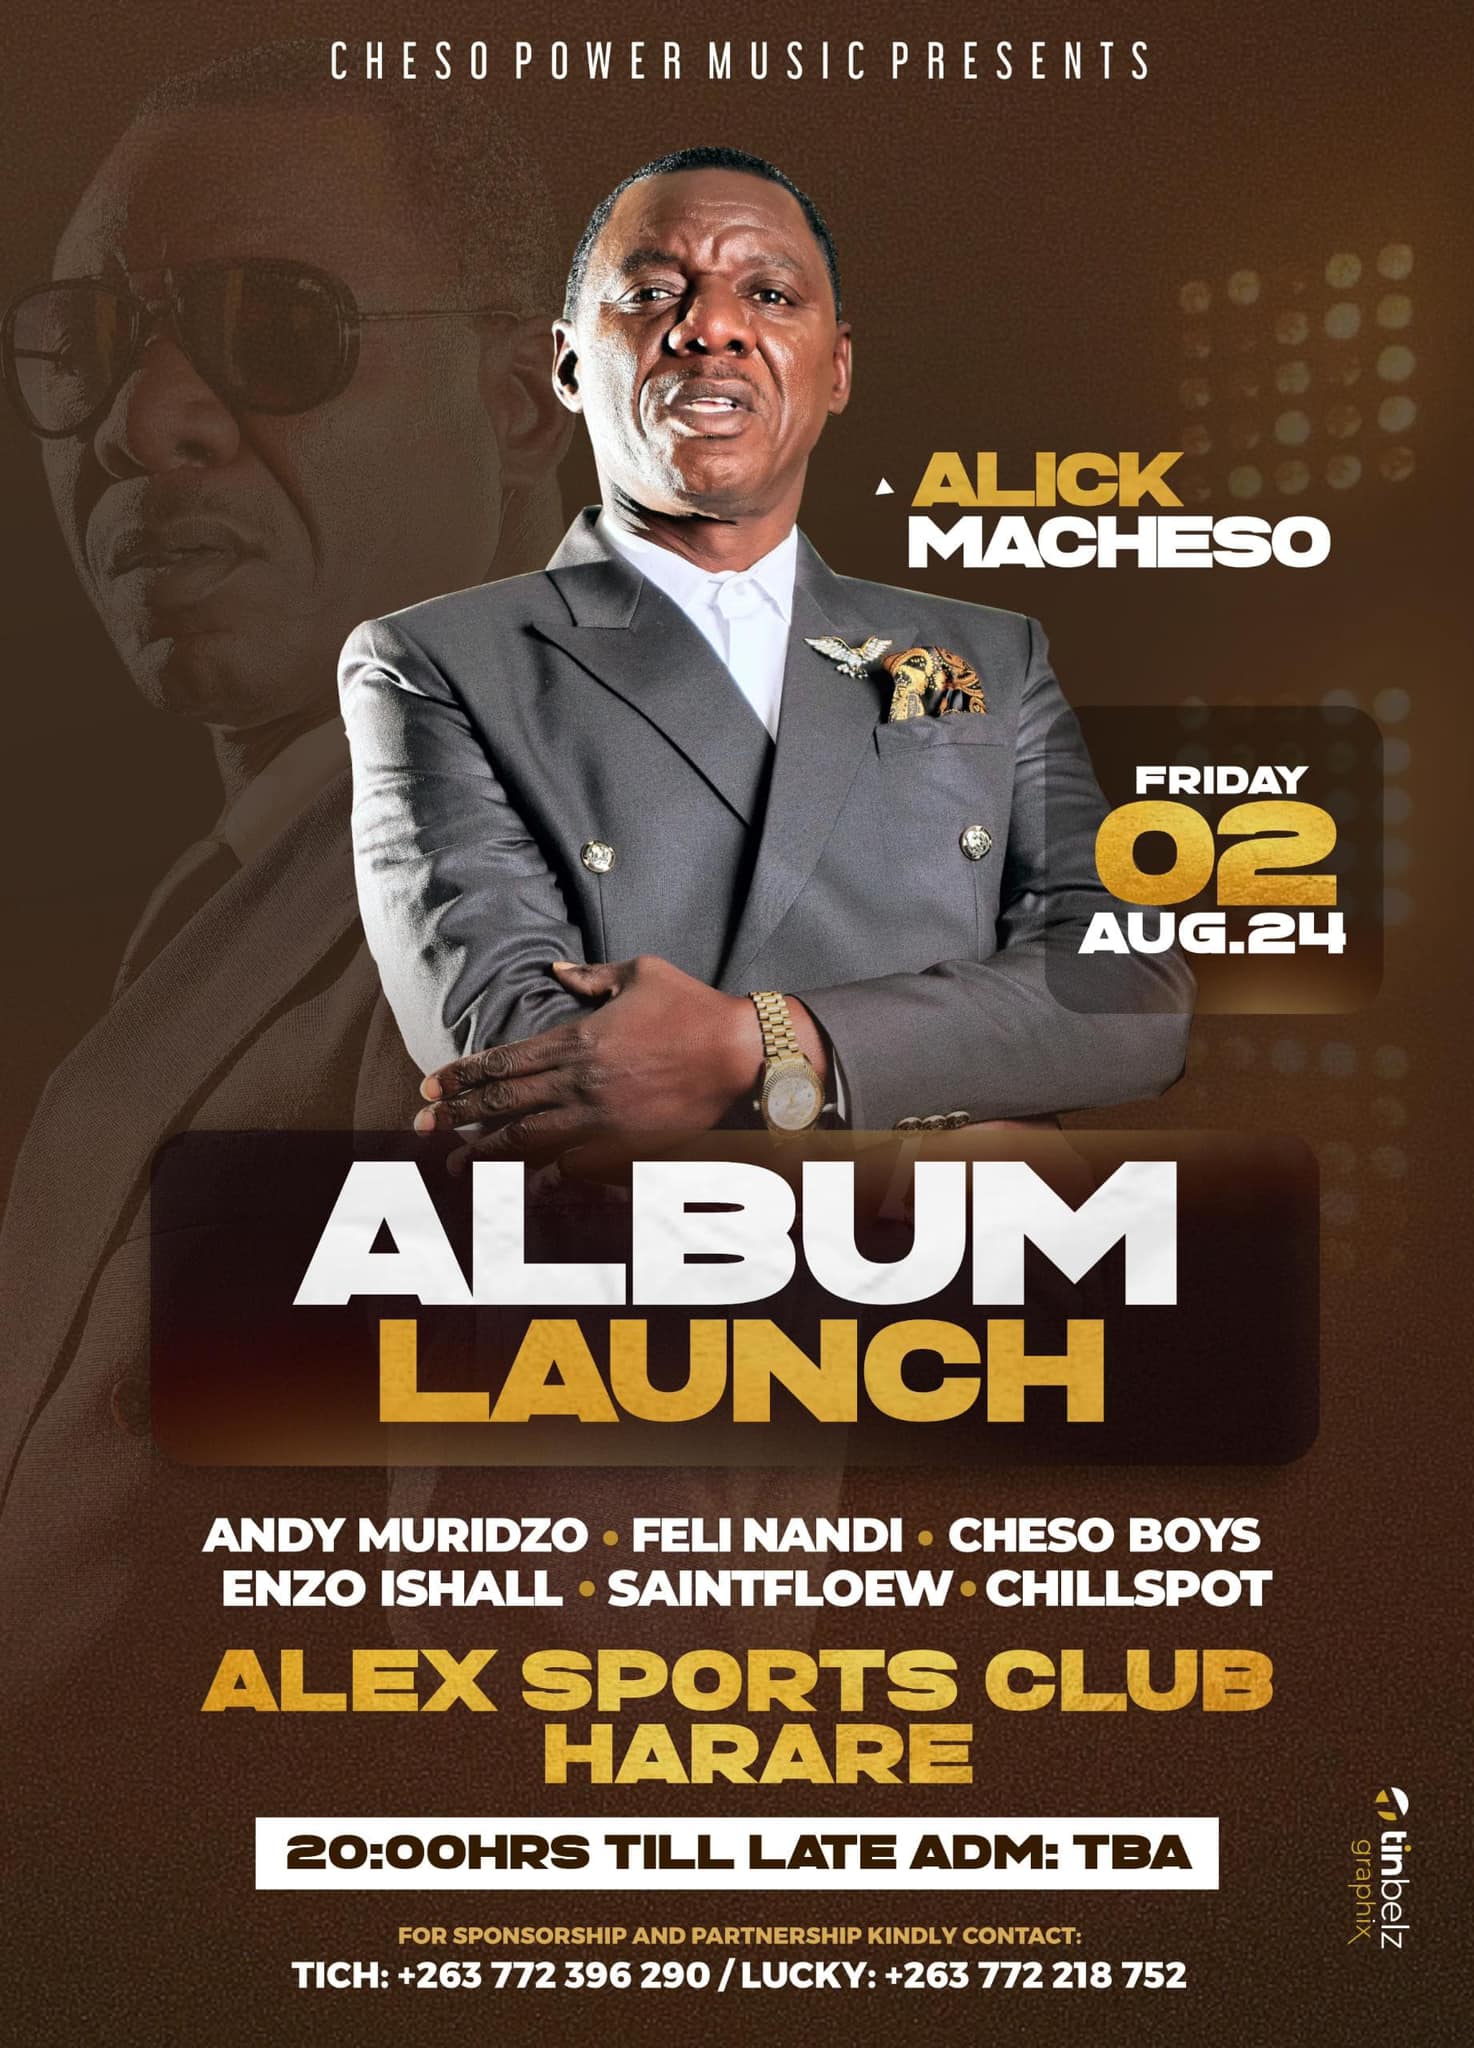 CHESO POWER MUSIC PRESENTS
ALICK
MACHESO
FRIDAY
02
AUG.24
ALBUM
LAUNCH
ANDY MURIDZO • FELI NANDI • CHESO BOYS
ENZO ISHALL • SAINTFLOEW • CHILLSPOT
ALEX SPORTS CLUB
HARARE
20:00HRS TILL LATE ADM: TBA
FOR SPONSORSHIP AND PARTNERSHIP KINDLY CONTACT:
TICH: +263 772 396 290 / LUCKY: +263 772 218 752
tinbelz
graphix